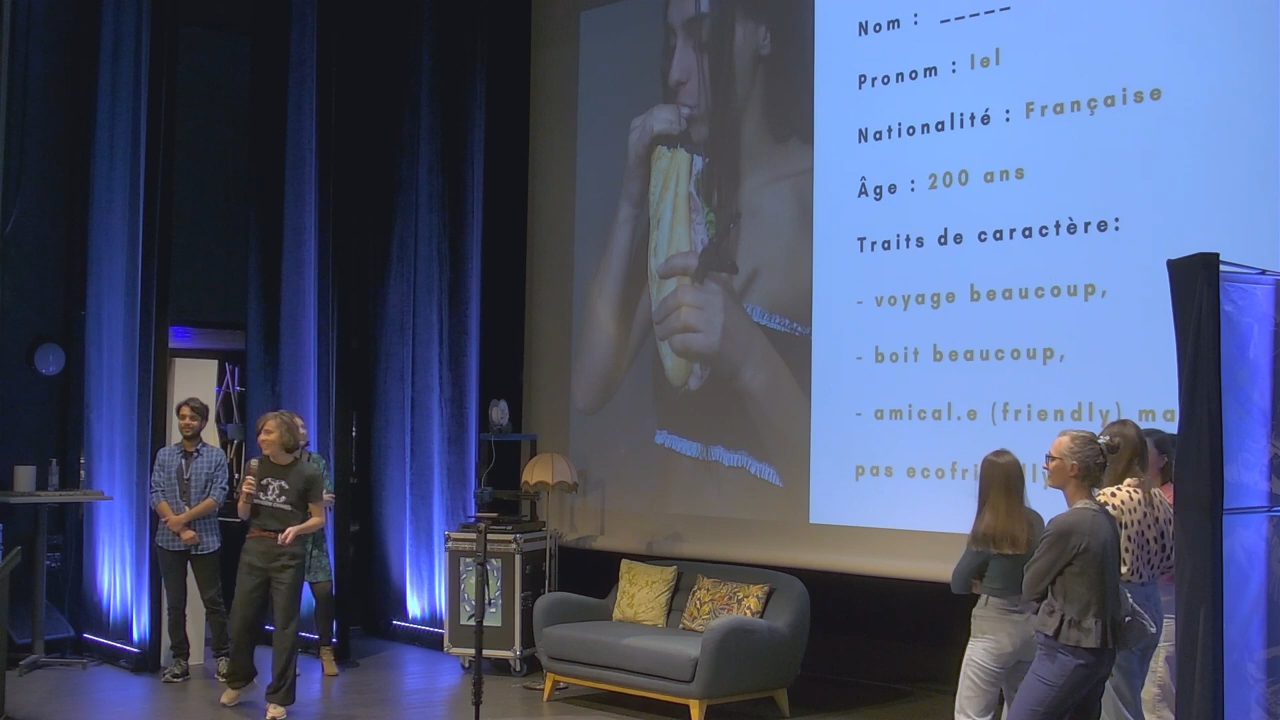 Nom : _____
Pronom : Iel
Nationalité : Française
Âge : 200 ans
Traits de caractère:
- voyage beaucoup,
- boit beaucoup,
- amical.e (friendly) ma
pas ecofri